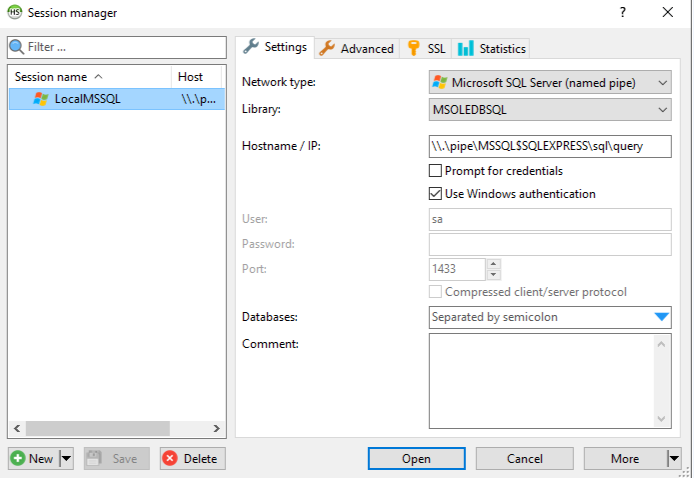 HS Session manager ?
Filter ...
Settings Advanced SSL Statistics
Session name Host
LocalMSSQL \\.\p...
Network type: Microsoft SQL Server (named pipe)
Library: MSOLEDBSQL
Hostname / IP: \\.\pipe\MSSQL$SQLEXPRESS\sql\query
Prompt for credentials
Use Windows authentication
User: sa
Password:
Port: 1433
Compressed client/server protocol
Databases: Separated by semicolon
Comment:
New Save Delete Open Cancel More